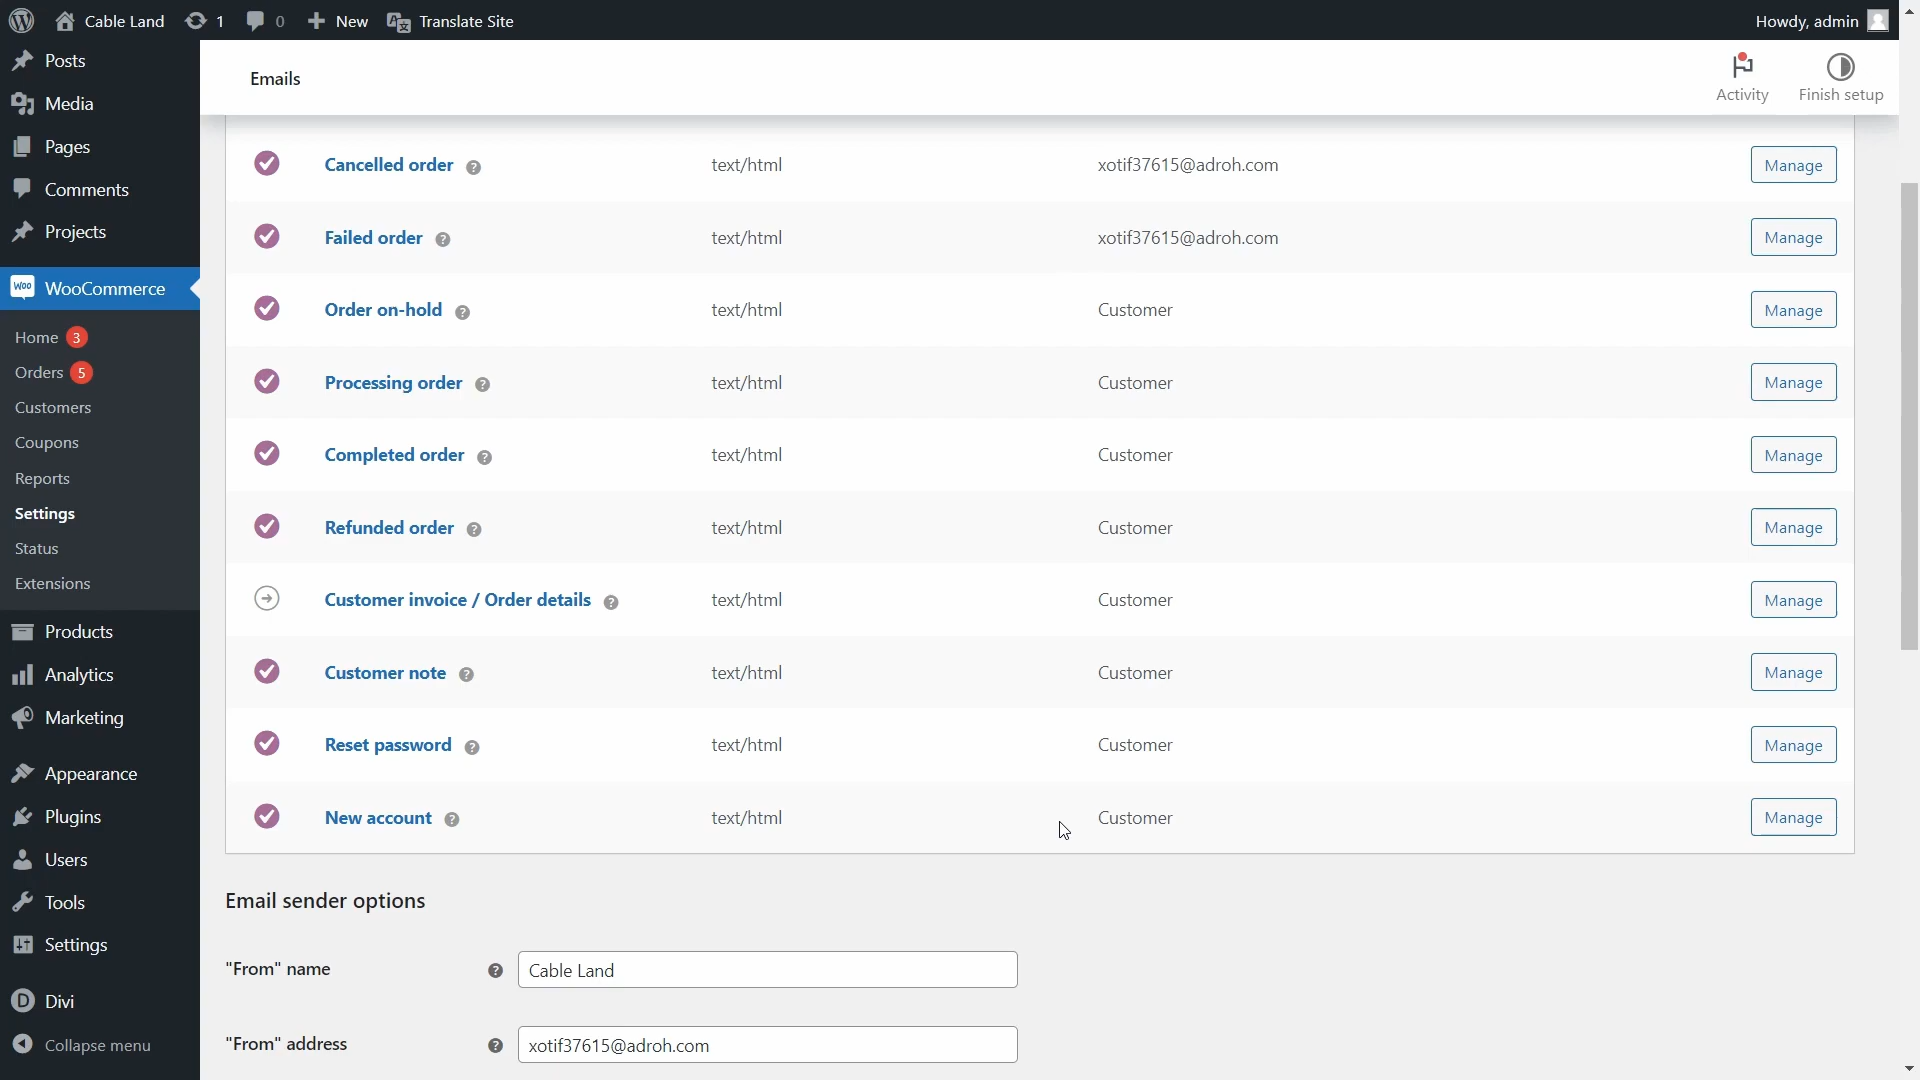 Cable Land 1 0 New Translate Site Howdy, admin
Posts
Media
Pages
Comments
Projects
Woo WooCommerce
Home 3
Orders 5
Customers
Coupons
Reports
Settings
Status
Extensions
Products
Analytics
Marketing
Appearance
Plugins
Users
Tools
Settings
D Divi
Collapse menu
Emails
Activity
Finish setup
Cancelled order ? text/html xotif37615@adroh.com Manage
Failed order ? text/html xotif37615@adroh.com Manage
Order on-hold ? text/html Customer Manage
Processing order ? text/html Customer Manage
Completed order ? text/html Customer Manage
Refunded order ? text/html Customer Manage
Customer invoice / Order details ? text/html Customer Manage
Customer note ? text/html Customer Manage
Reset password ? text/html Customer Manage
New account ? text/html Customer Manage
Email sender options
"From" name ? Cable Land
"From" address ? xotif37615@adroh.com